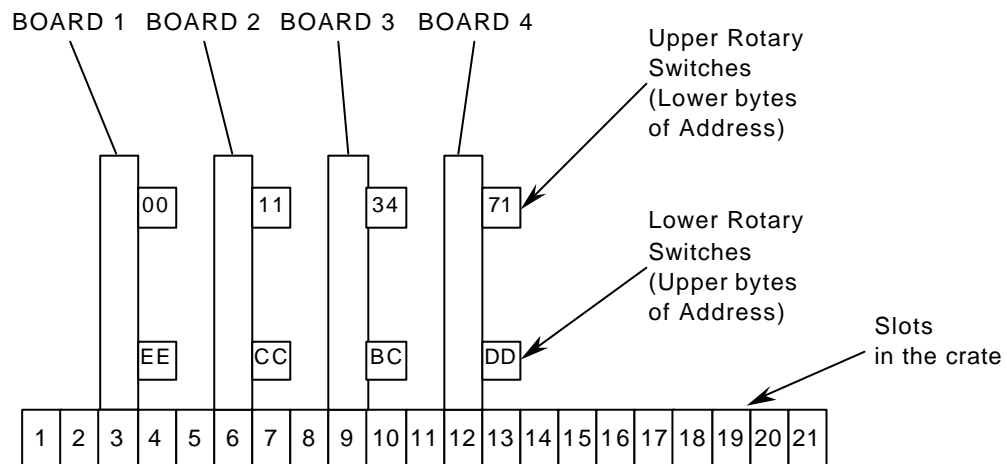 BOARD 1 BOARD 2 BOARD 3 BOARD 4
Upper Rotary
Switches
(Lower bytes
of Address)
00 11 34 71
Lower Rotary
Switches
(Upper bytes
of Address)
EE CC BC DD
Slots
in the crate
1 2 3 4 5 6 7 8 9 10 11 12 13 14 15 16 17 18 19 20 21